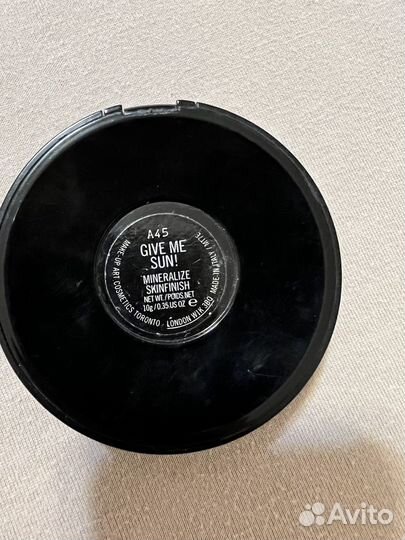 A45
GIVE ME
SUN!
MINERALIZE
SKINFINISH
NET WT./POIDS NET
10g / 0.35 US OZ e
MAKE-UP ART COSMETICS TORONTO · LONDON W1K 3BQ MADE IN ITALY
Avito